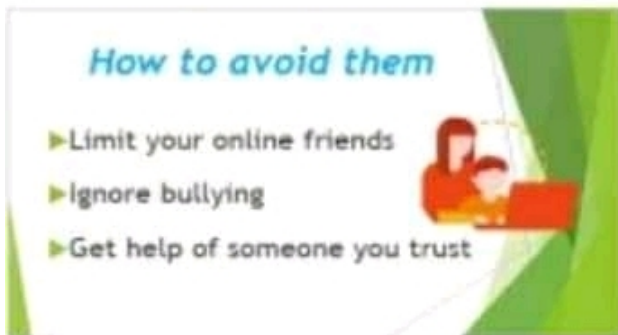 How to avoid them
Limit your online friends
Ignore bullying
Get help of someone you trust